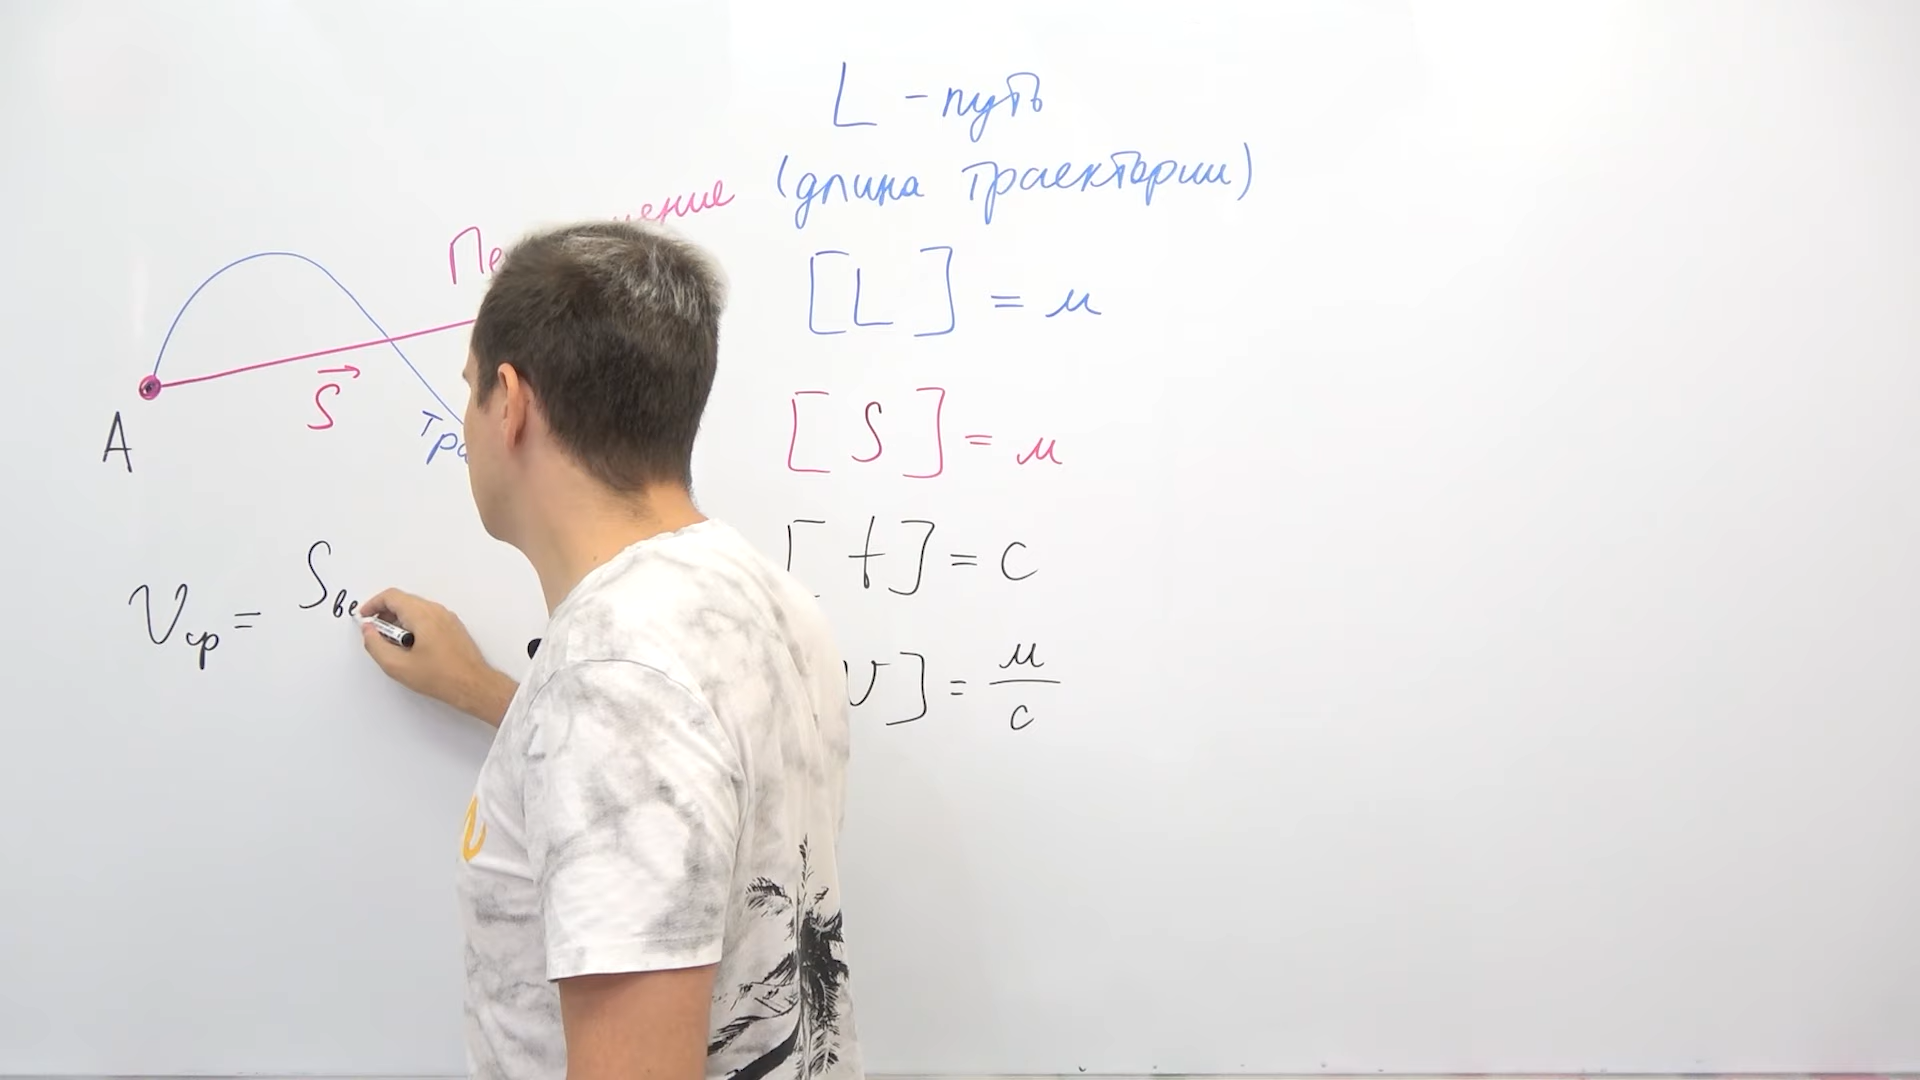 L - путь
(длина траектории)
[L] = м
S
A
[S] = м
[t] = с
Vср = Sве
V] = м/с